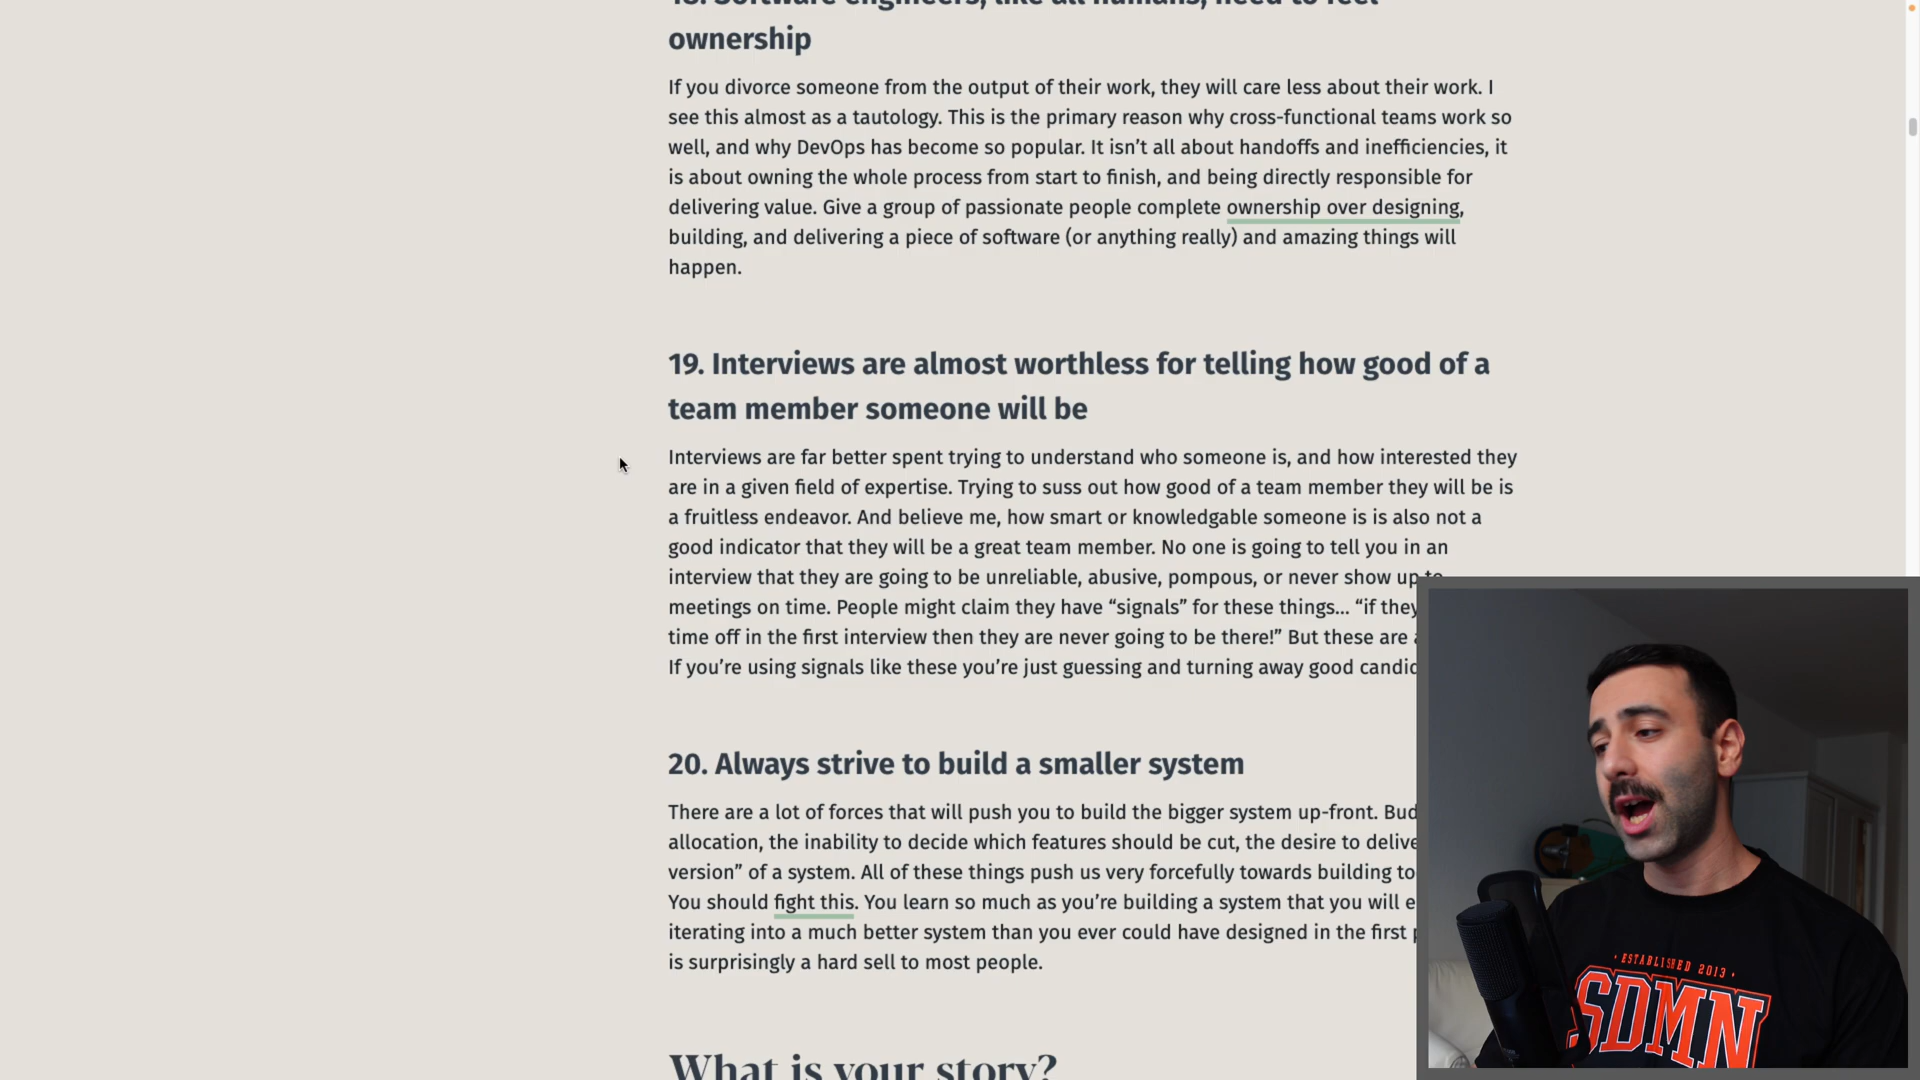 18. Software engineers, like all humans, need to feel
ownership
If you divorce someone from the output of their work, they will care less about their work. I
see this almost as a tautology. This is the primary reason why cross-functional teams work so
well, and why DevOps has become so popular. It isn’t all about handoffs and inefficiencies, it
is about owning the whole process from start to finish, and being directly responsible for
delivering value. Give a group of passionate people complete ownership over designing,
building, and delivering a piece of software (or anything really) and amazing things will
happen.
19. Interviews are almost worthless for telling how good of a
team member someone will be
Interviews are far better spent trying to understand who someone is, and how interested they
are in a given field of expertise. Trying to suss out how good of a team member they will be is
a fruitless endeavor. And believe me, how smart or knowledgable someone is is also not a
good indicator that they will be a great team member. No one is going to tell you in an
interview that they are going to be unreliable, abusive, pompous, or never show up to
meetings on time. People might claim they have “signals” for these things... “if they
time off in the first interview then they are never going to be there!” But these are
If you’re using signals like these you’re just guessing and turning away good
20. Always strive to build a smaller system
There are a lot of forces that will push you to build the bigger system up-front.
allocation, the inability to decide which features should be cut, the desire to
version” of a system. All of these things push us very forcefully towards building
You should fight this. You learn so much as you’re building a system that you will
iterating into a much better system than you ever could have designed in the first
is surprisingly a hard sell to most people.
What is your story?
· ESTABLISHED 2013 ·
SDMN